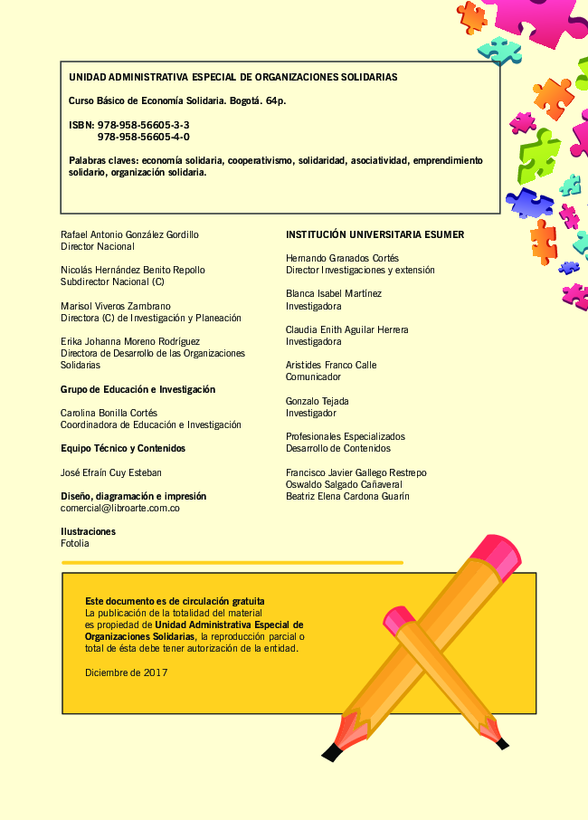 UNIDAD ADMINISTRATIVA ESPECIAL DE ORGANIZACIONES SOLIDARIAS
Curso Básico de Economía Solidaria. Bogotá. 64p.
ISBN: 978-958-56605-3-3
978-958-56605-4-0
Palabras claves: economía solidaria, cooperativismo, solidaridad, asociatividad, emprendimiento
solidario, organización solidaria.
Rafael Antonio González Gordillo
Director Nacional
Nicolás Hernández Benito Repollo
Subdirector Nacional (C)
Marisol Viveros Zambrano
Directora (C) de Investigación y Planeación
Erika Johanna Moreno Rodríguez
Directora de Desarrollo de las Organizaciones
Solidarias
Grupo de Educación e Investigación
Carolina Bonilla Cortés
Coordinadora de Educación e Investigación
Equipo Técnico y Contenidos
José Efraín Cuy Esteban
Diseño, diagramación e impresión
comercial@libroarte.com.co
Ilustraciones
Fotolia
INSTITUCIÓN UNIVERSITARIA ESUMER
Hernando Granados Cortés
Director Investigaciones y extensión
Blanca Isabel Martínez
Investigadora
Claudia Enith Aguilar Herrera
Investigadora
Aristides Franco Calle
Comunicador
Gonzalo Tejada
Investigador
Profesionales Especializados
Desarrollo de Contenidos
Francisco Javier Gallego Restrepo
Oswaldo Salgado Cañaveral
Beatriz Elena Cardona Guarín
Este documento es de circulación gratuita
La publicación de la totalidad del material
es propiedad de Unidad Administrativa Especial de
Organizaciones Solidarias, la reproducción parcial o
total de ésta debe tener autorización de la entidad.
Diciembre de 2017